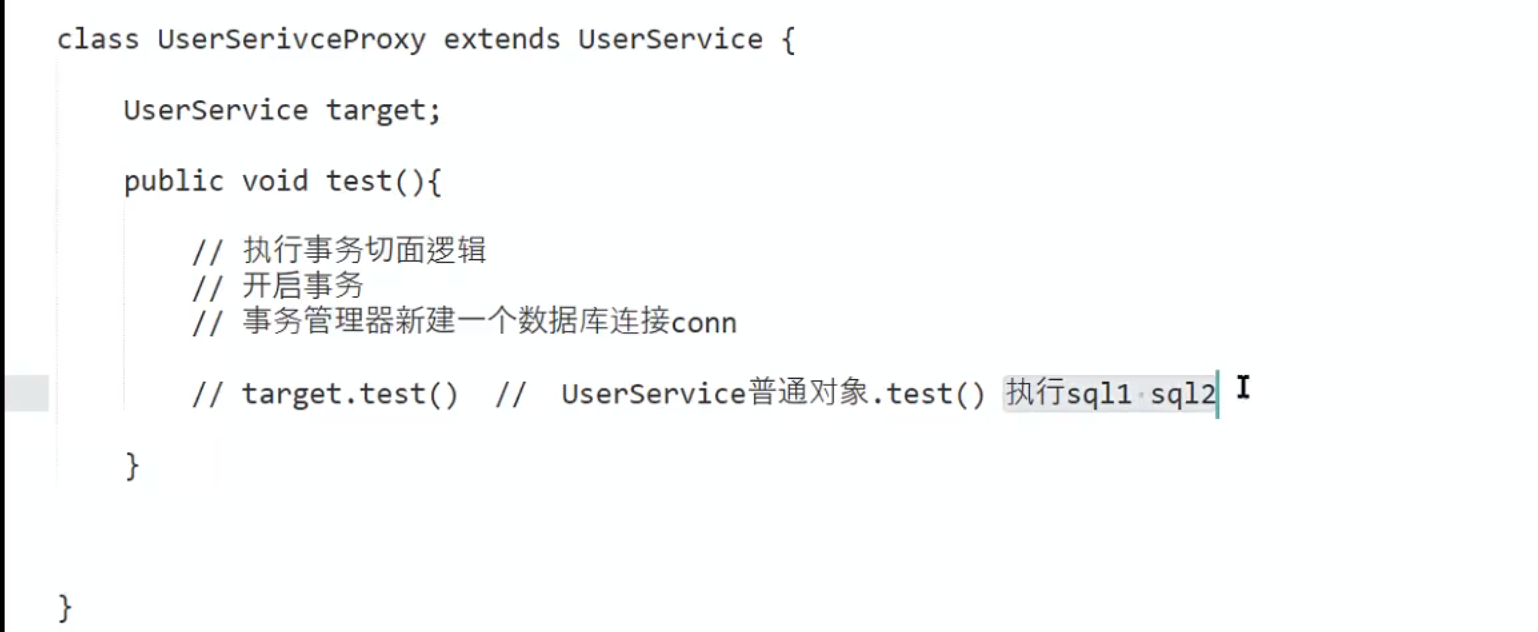 class UserSerivceProxy extends UserService {
UserService target;
public void test(){
// 执行事务切面逻辑
// 开启事务
// 事务管理器新建一个数据库连接conn
// target.test()  //  UserService普通对象.test() 执行sql1 sql2
}
}